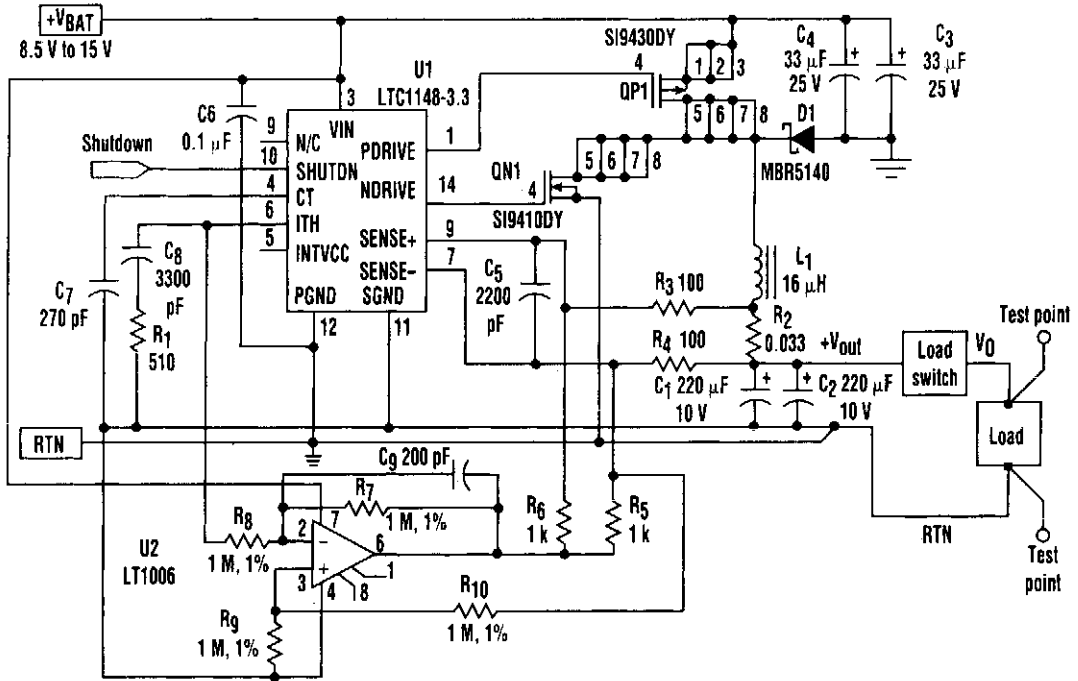 +VBAT
8.5 V to 15 V
SI9430DY
C4
33 μF
25 V
C3
33 μF
25 V
4
1 2 3
QP1
5 6 7 8
D1
MBR5140
U1
LTC1148-3.3
3
C6
0.1 μF
9
N/C
VIN
PDRIVE
1
Shutdown
10
SHUTDN
4
CT
NDRIVE
14
QN1
4
5 6 7 8
SI9410DY
6
ITH
5
INTVCC
SENSE+
9
SENSE−
7
PGND
SGND
12
11
C8
3300
pF
C7
270 pF
R1
510
C5
2200
pF
L1
16 μH
R3 100
R2
0.033
+Vout
R4 100
C1 220 μF
10 V
C2 220 μF
10 V
Load
switch
VO
Test point
Load
RTN
RTN
Test
point
C9 200 pF
R7
1 M, 1%
R8
1 M, 1%
R6
1 k
R5
1 k
U2
LT1006
2
−
7
6
3
+
4
8
1
R9
1 M, 1%
R10
1 M, 1%